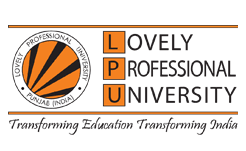 LOVELY PROFESSIONAL UNIVERSITY
PUNJAB (INDIA)
LOVELY
PROFESSIONAL
UNIVERSITY
Transforming Education Transforming India